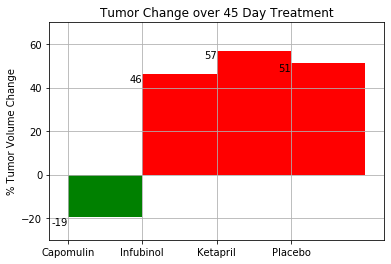 Tumor Change over 45 Day Treatment
% Tumor Volume Change
60
40
20
0
−20
-19
46
57
51
Capomulin
Infubinol
Ketapril
Placebo